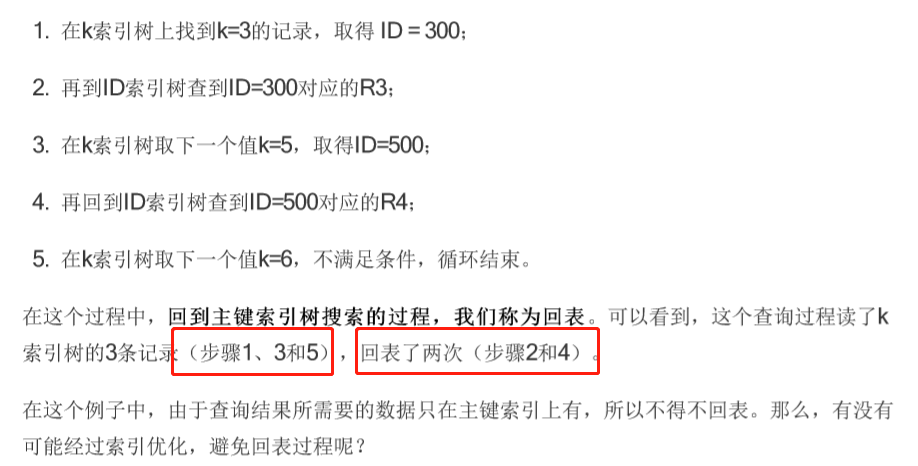 1. 在k索引树上找到k=3的记录，取得 ID = 300；
2. 再到ID索引树查到ID=300对应的R3；
3. 在k索引树取下一个值k=5，取得ID=500；
4. 再回到ID索引树查到ID=500对应的R4；
5. 在k索引树取下一个值k=6，不满足条件，循环结束。
在这个过程中，回到主键索引树搜索的过程，我们称为回表。可以看到，这个查询过程读了k
索引树的3条记录（步骤1、3和5），回表了两次（步骤2和4）。
在这个例子中，由于查询结果所需要的数据只在主键索引上有，所以不得不回表。那么，有没有
可能经过索引优化，避免回表过程呢？